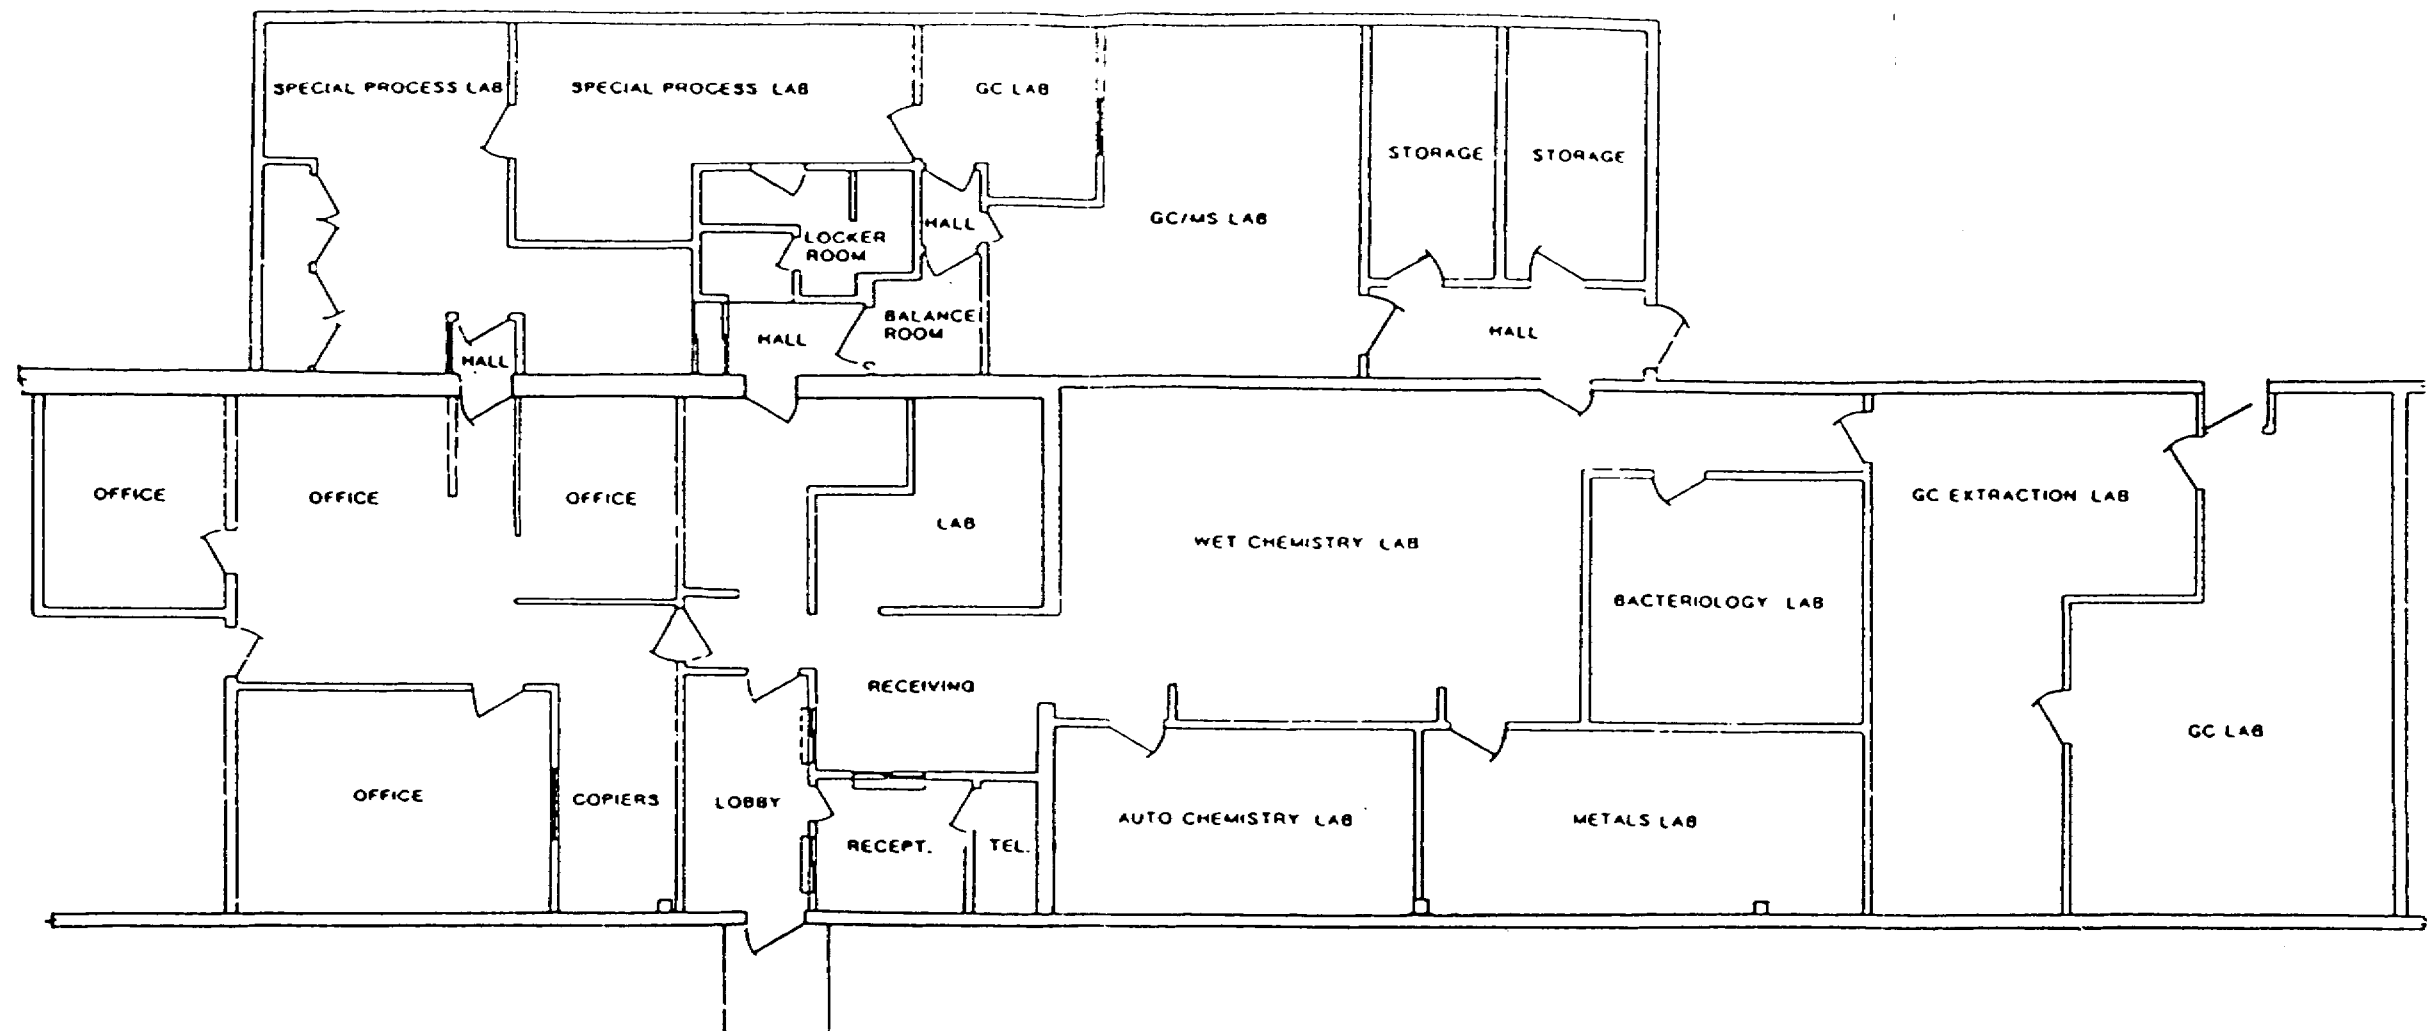 SPECIAL PROCESS LAB
SPECIAL PROCESS LAB
GC LAB
STORAGE
STORAGE
GC/MS LAB
HALL
LOCKER
ROOM
BALANCE
ROOM
HALL
HALL
HALL
OFFICE
OFFICE
OFFICE
LAB
WET CHEMISTRY LAB
GC EXTRACTION LAB
BACTERIOLOGY LAB
RECEIVING
GC LAB
OFFICE
COPIERS
LOBBY
RECEPT.
TEL.
AUTO CHEMISTRY LAB
METALS LAB